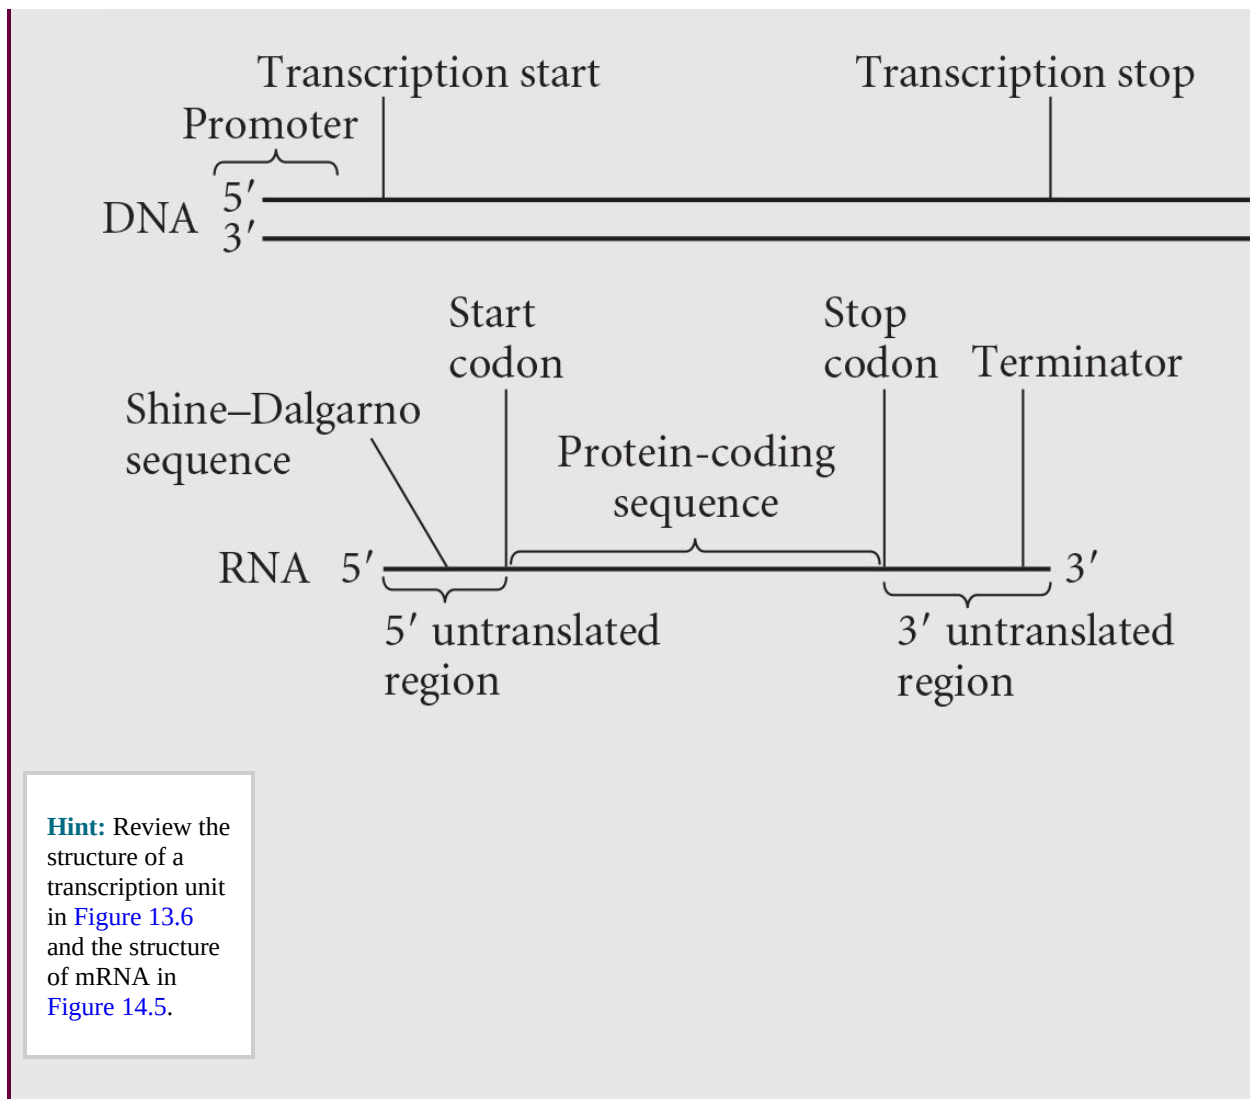 Transcription start
Transcription stop
Promoter
5′
DNA
3′
Start
codon
Stop
codon
Terminator
Shine–Dalgarno
sequence
Protein-coding
sequence
RNA 5′
3′
5′ untranslated
region
3′ untranslated
region
Hint: Review the
structure of a
transcription unit
in Figure 13.6
and the structure
of mRNA in
Figure 14.5.